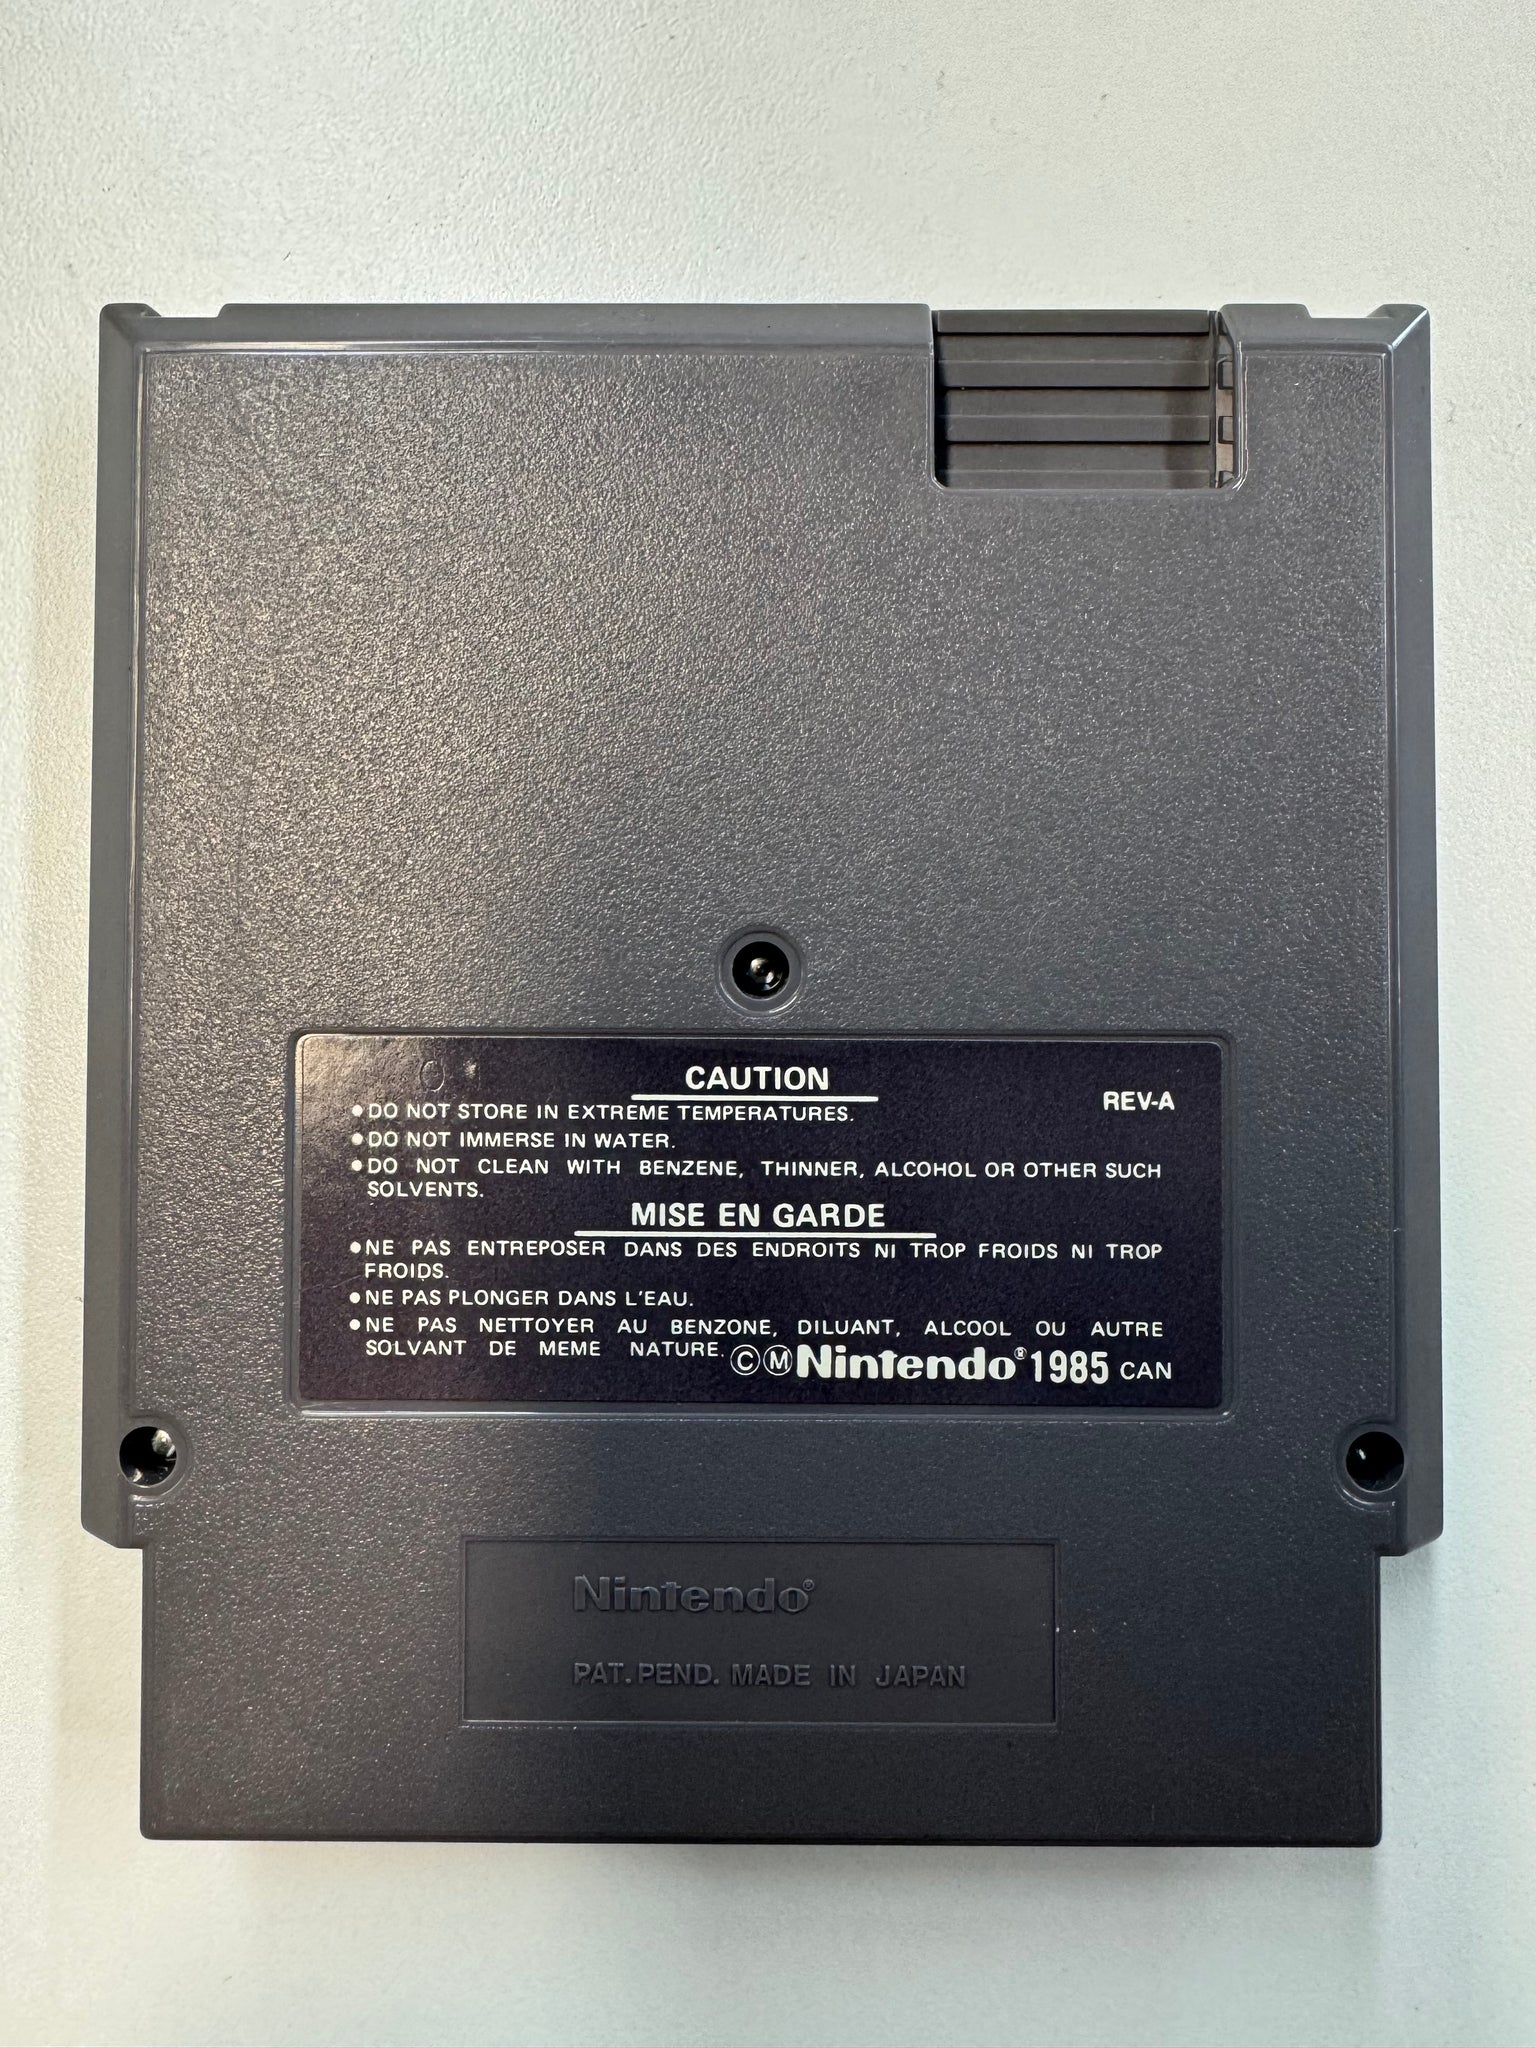 CAUTION
REV-A
●DO NOT STORE IN EXTREME TEMPERATURES.
●DO NOT IMMERSE IN WATER.
●DO NOT CLEAN WITH BENZENE, THINNER, ALCOHOL OR OTHER SUCH
SOLVENTS.
MISE EN GARDE
●NE PAS ENTREPOSER DANS DES ENDROITS NI TROP FROIDS NI TROP
FROIDS.
●NE PAS PLONGER DANS L'EAU.
●NE PAS NETTOYER AU BENZONE, DILUANT, ALCOOL OU AUTRE
SOLVANT DE MEME NATURE.
ⒸⓂNintendo® 1985 CAN
Nintendo®
PAT. PEND. MADE IN JAPAN